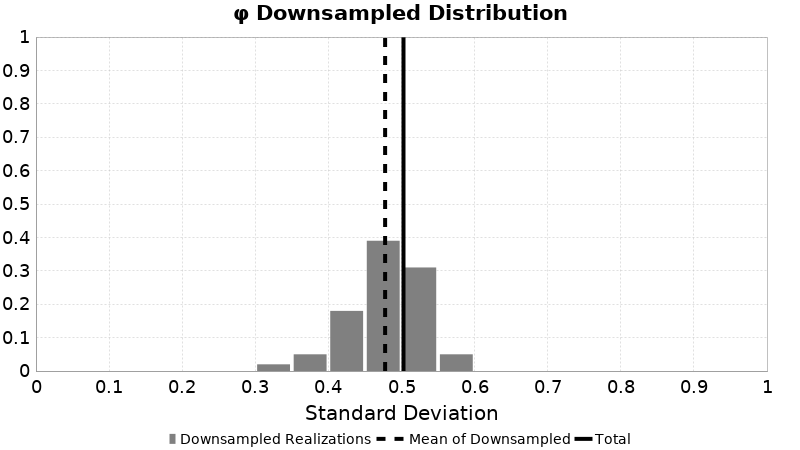 φ Downsampled Distribution
1
0.9
0.8
0.7
0.6
0.5
0.4
0.3
0.2
0.1
0
0 0.1 0.2 0.3 0.4 0.5 0.6 0.7 0.8 0.9 1
Standard Deviation
Downsampled Realizations Mean of Downsampled Total